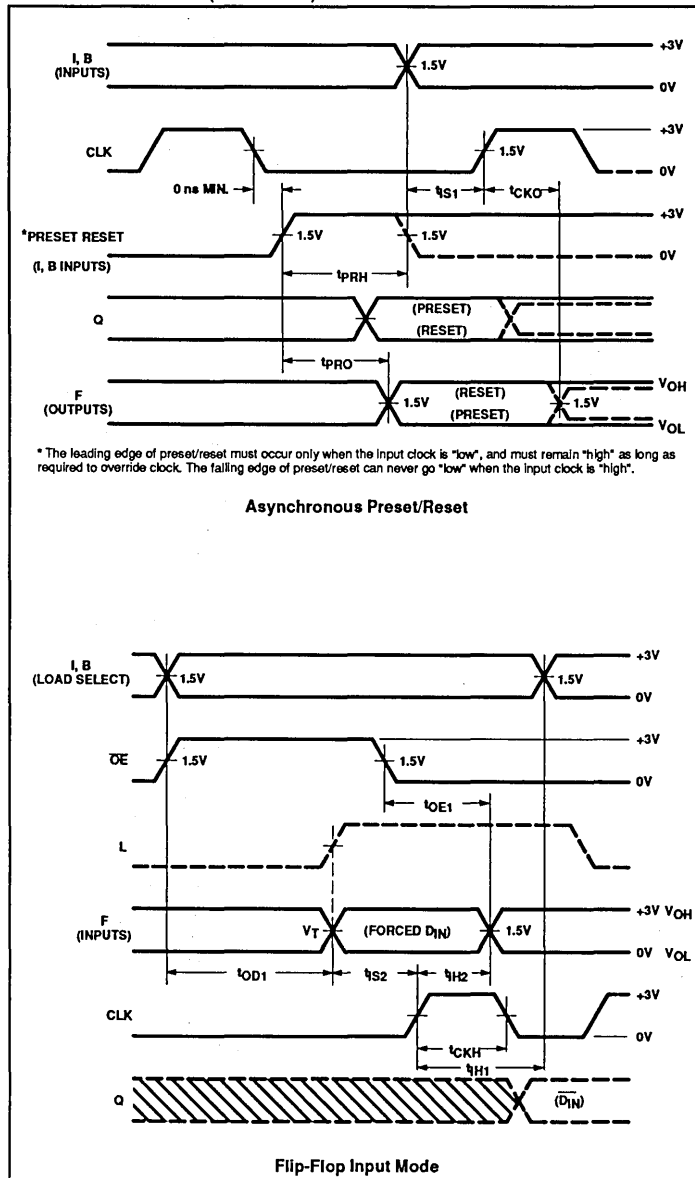 I, B
(INPUTS)
+3V
1.5V
0V
CLK
+3V
1.5V
0V
0 ns MIN.
tIS1
tCKO
*PRESET RESET
(I, B INPUTS)
+3V
1.5V
1.5V
0V
tPRH
Q
(PRESET)
(RESET)
tPRO
F
(OUTPUTS)
VOH
1.5V
(RESET)
(PRESET)
1.5V
VOL
* The leading edge of preset/reset must occur only when the input clock is "low", and must remain "high" as long as
required to override clock. The falling edge of preset/reset can never go "low" when the input clock is "high".
Asynchronous Preset/Reset
I, B
(LOAD SELECT)
+3V
1.5V
1.5V
0V
OE
+3V
1.5V
1.5V
0V
tOE1
L
F
(INPUTS)
+3V VOH
VT
(FORCED DIN)
1.5V
0V VOL
tOD1
tIS2
tIH2
CLK
+3V
0V
tCKH
tIH1
Q
(DIN)
Flip-Flop Input Mode